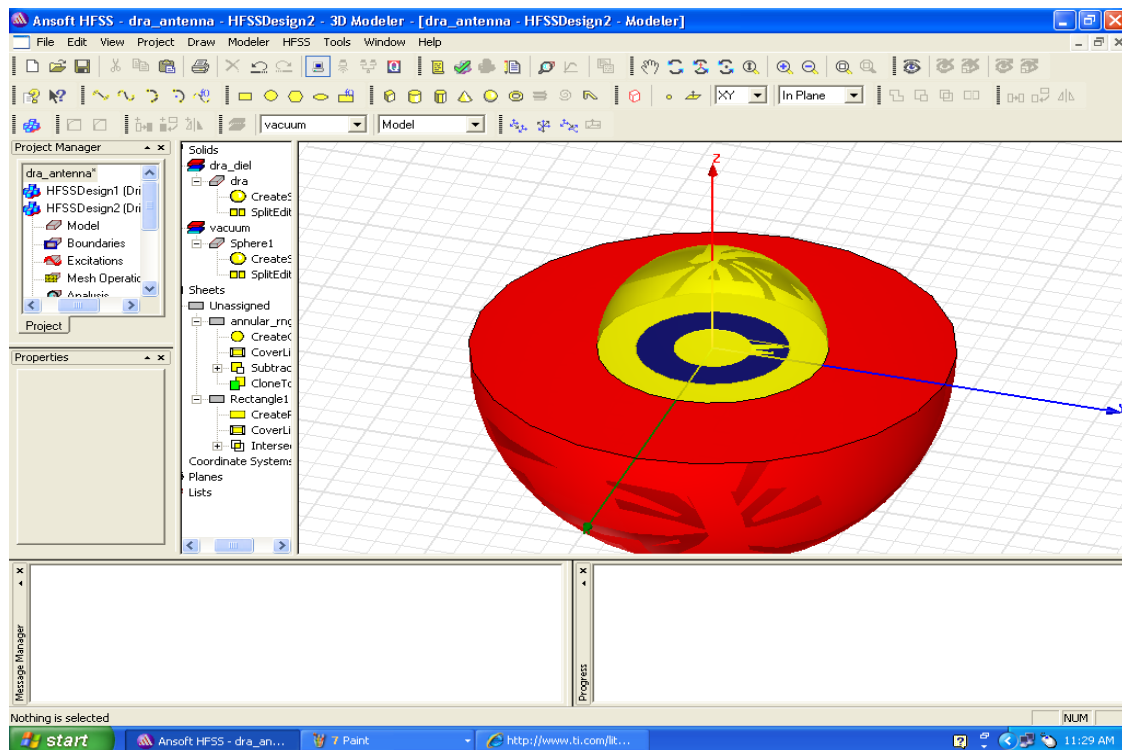 Ansoft HFSS - dra_antenna - HFSSDesign2 - 3D Modeler - [dra_antenna - HFSSDesign2 - Modeler]
File Edit View Project Draw Modeler HFSS Tools Window Help
XY In Plane
vacuum Model
Project Manager
dra_antenna*
HFSSDesign1 (Dri
HFSSDesign2 (Dri
Model
Boundaries
Excitations
Mesh Operatic
Analysis
Project
Properties
Solids
dra_diel
dra
CreateS
SplitEdit
vacuum
Sphere1
CreateS
SplitEdit
Sheets
Unassigned
annular_rng
CreateC
CoverLi
Subtrac
CloneTo
Rectangle1
CreateR
CoverLi
Interse
Coordinate Systems
Planes
Lists
Z
Message Manager
Progress
Nothing is selected
NUM
start
Ansoft HFSS - dra_an...
7 Paint
http://www.ti.com/lit...
11:29 AM